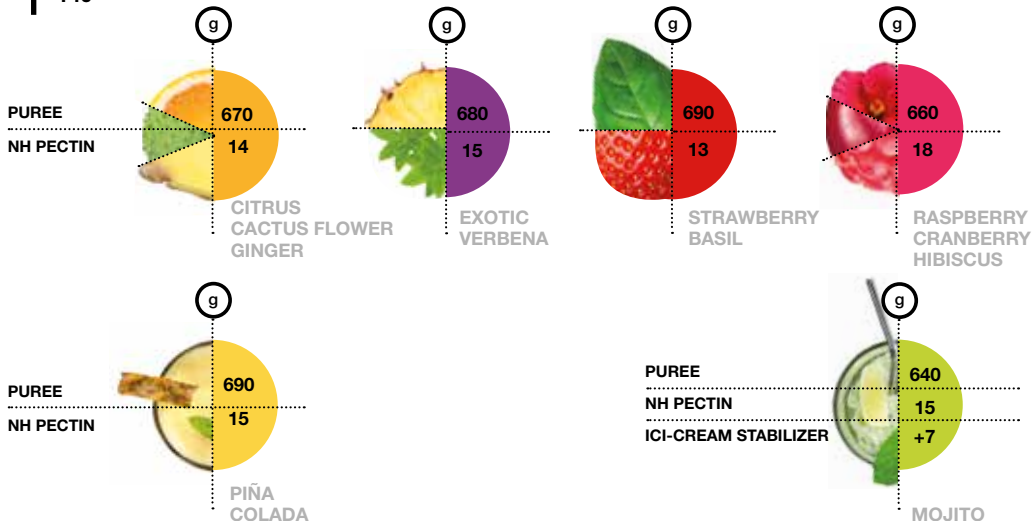 g g g g
PUREE 670 680 690 660
NH PECTIN 14 15 13 18
CITRUS
CACTUS FLOWER
GINGER
EXOTIC
VERBENA
STRAWBERRY
BASIL
RASPBERRY
CRANBERRY
HIBISCUS
g
PUREE 690
NH PECTIN 15
PIÑA
COLADA
g
PUREE 640
NH PECTIN 15
ICI-CREAM STABILIZER +7
MOJITO